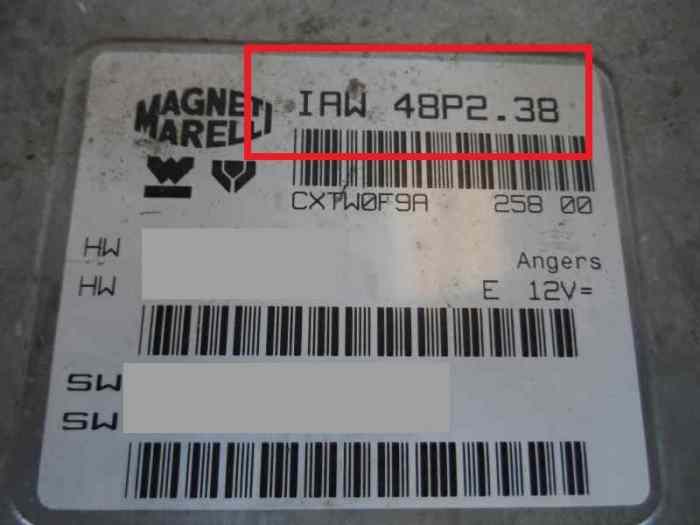 MAGNETI
MARELLI
IAW 48P2.38
CXTW0F9A 258 00
HW
Angers
HW
E 12V=
SW
SW